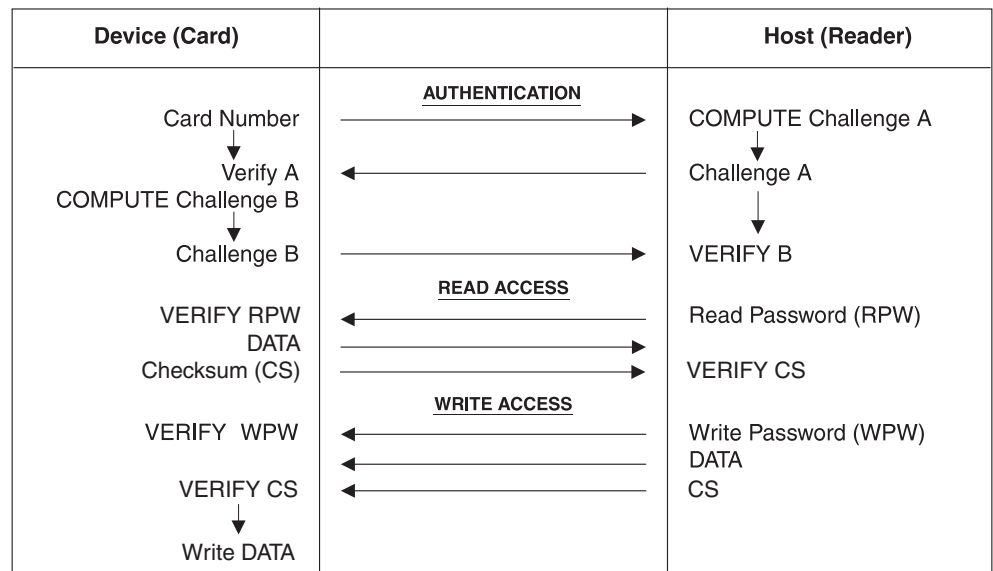 Device (Card) Host (Reader)
AUTHENTICATION
Card Number COMPUTE Challenge A
Verify A Challenge A
COMPUTE Challenge B
Challenge B VERIFY B
READ ACCESS
VERIFY RPW Read Password (RPW)
DATA
Checksum (CS) VERIFY CS
WRITE ACCESS
VERIFY WPW Write Password (WPW)
DATA
VERIFY CS CS
Write DATA